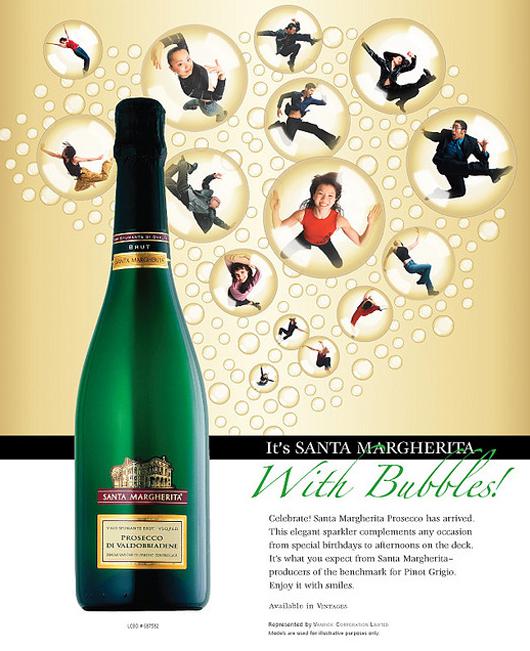 BRUT
SANTA MARGHERITA
SANTA MARGHERITA
PROSECCO
DI VALDOBBIADENE
It's SANTA MARGHERITA
With Bubbles!
Celebrate! Santa Margherita Prosecco has arrived.
This elegant sparkler complements any occasion
from special birthdays to afternoons on the deck.
It's what you expect from Santa Margherita–
producers of the benchmark for Pinot Grigio.
Enjoy it with smiles.
Available in VINTAGES
Represented by VANNICK CORPORATION LIMITED
Models are used for illustrative purposes only.